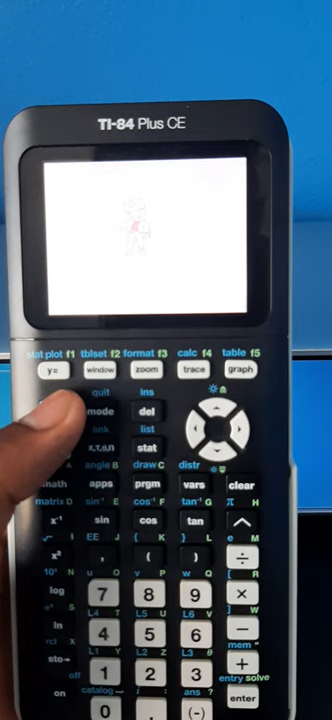 TI-84 Plus CE
stat plot f1 tblset f2 format f3 calc f4 table f5
y= window zoom trace graph
quit ins
mode del
link list
X,T,θ,n stat
A angle B draw C distr
math apps prgm vars clear
matrix D sin⁻¹ E cos⁻¹ F tan⁻¹ G π H
x⁻¹ sin cos tan ^
√ I EE J { K } L e M
x² , ( ) ÷
10ˣ N u O v P w Q [ R
log 7 8 9 ×
eˣ S L4 T L5 U L6 V ] W
ln 4 5 6 −
rcl X L1 Y L2 Z L3 θ mem "
sto→ 1 2 3 +
off catalog i : ans ? entry solve
on 0 . (-) enter